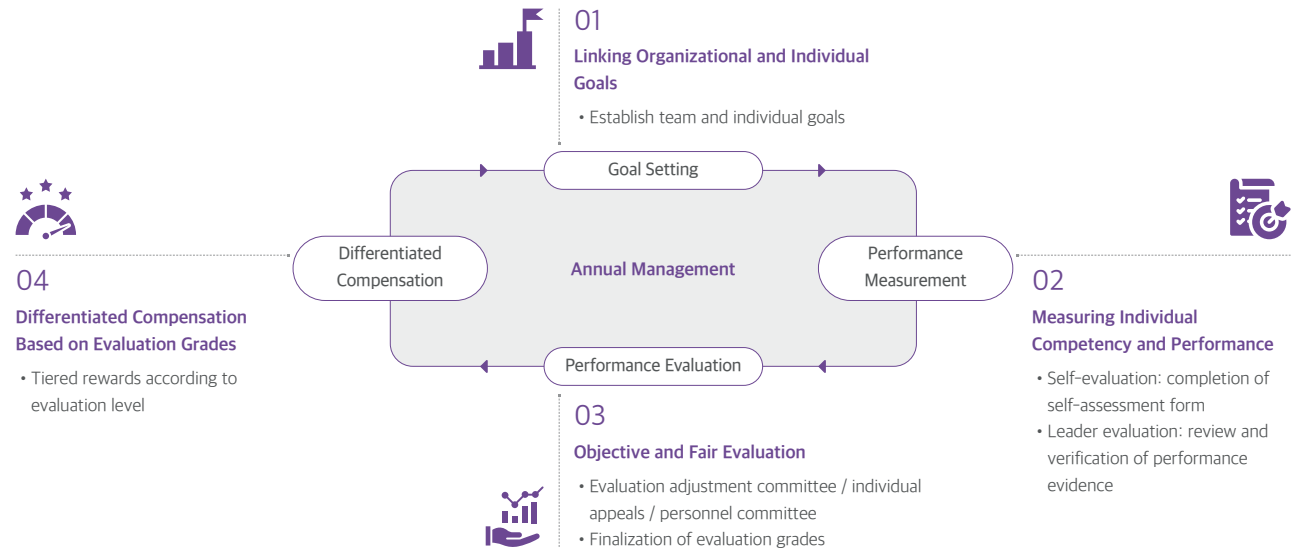 01
Linking Organizational and Individual
Goals
• Establish team and individual goals
Goal Setting
Differentiated
Compensation
Annual Management
Performance
Measurement
04
Differentiated Compensation
Based on Evaluation Grades
• Tiered rewards according to
evaluation level
02
Measuring Individual
Competency and Performance
• Self-evaluation: completion of
self-assessment form
• Leader evaluation: review and
verification of performance
evidence
Performance Evaluation
03
Objective and Fair Evaluation
• Evaluation adjustment committee / individual
appeals / personnel committee
• Finalization of evaluation grades